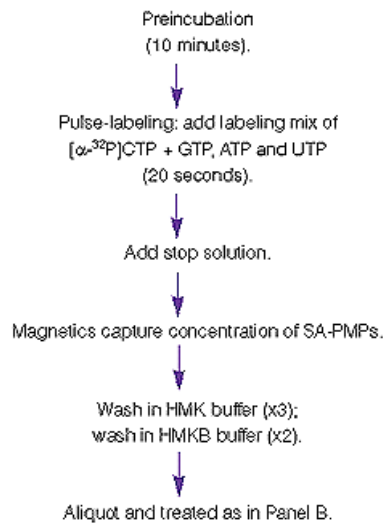 Preincubation
(10 minutes).
Pulse-labeling: add labeling mix of
[α-³²P]CTP + GTP, ATP and UTP
(20 seconds).
Add stop solution.
Magnetics capture concentration of SA-PMPs.
Wash in HMK buffer (x3);
wash in HMKB buffer (x2).
Aliquot and treated as in Panel B.